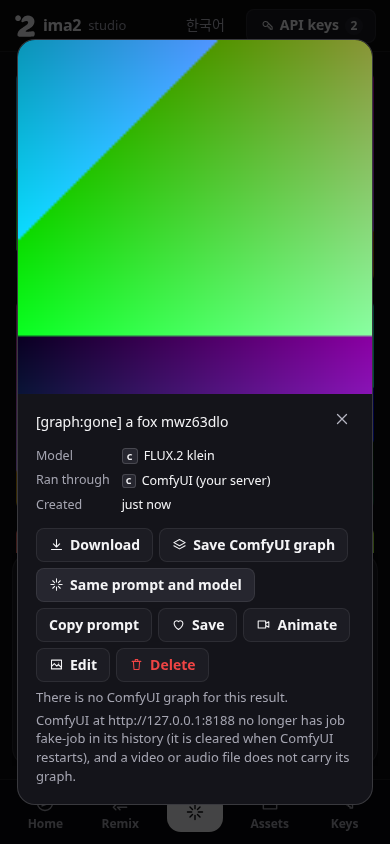 ima2 studio 한국어 API keys 2
[graph:gone] a fox mwz63dlo
Model c FLUX.2 klein
Ran through c ComfyUI (your server)
Created just now
Download Save ComfyUI graph
Same prompt and model
Copy prompt Save Animate
Edit Delete
There is no ComfyUI graph for this result.
ComfyUI at http://127.0.0.1:8188 no longer has job
fake-job in its history (it is cleared when ComfyUI
restarts), and a video or audio file does not carry its
graph.
Home Remix Assets Keys